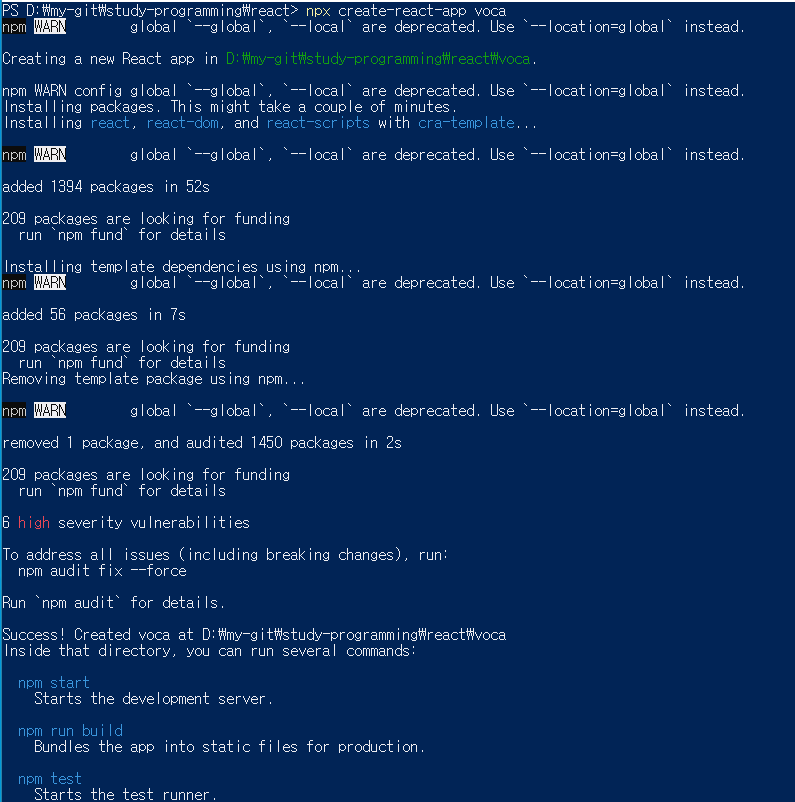 PS D:₩my-git₩study-programming₩react> npx create-react-app voca
npm WARN global `--global`, `--local` are deprecated. Use `--location=global` instead.
Creating a new React app in D:₩my-git₩study-programming₩react₩voca.
npm WARN config global `--global`, `--local` are deprecated. Use `--location=global` instead.
Installing packages. This might take a couple of minutes.
Installing react, react-dom, and react-scripts with cra-template...
npm WARN global `--global`, `--local` are deprecated. Use `--location=global` instead.
added 1394 packages in 52s
209 packages are looking for funding
run `npm fund` for details
Installing template dependencies using npm...
npm WARN global `--global`, `--local` are deprecated. Use `--location=global` instead.
added 56 packages in 7s
209 packages are looking for funding
run `npm fund` for details
Removing template package using npm...
npm WARN global `--global`, `--local` are deprecated. Use `--location=global` instead.
removed 1 package, and audited 1450 packages in 2s
209 packages are looking for funding
run `npm fund` for details
6 high severity vulnerabilities
To address all issues (including breaking changes), run:
npm audit fix --force
Run `npm audit` for details.
Success! Created voca at D:₩my-git₩study-programming₩react₩voca
Inside that directory, you can run several commands:
npm start
Starts the development server.
npm run build
Bundles the app into static files for production.
npm test
Starts the test runner.